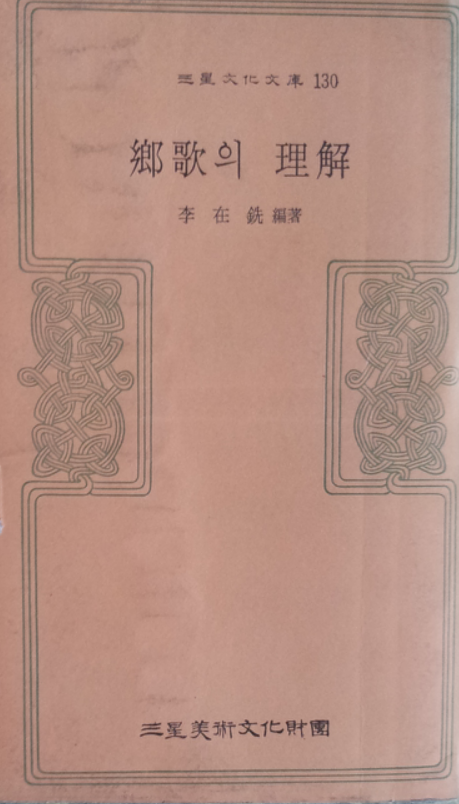 三星文化文庫 130
鄕歌의 理解
李在銑 編著
三星美術文化財團